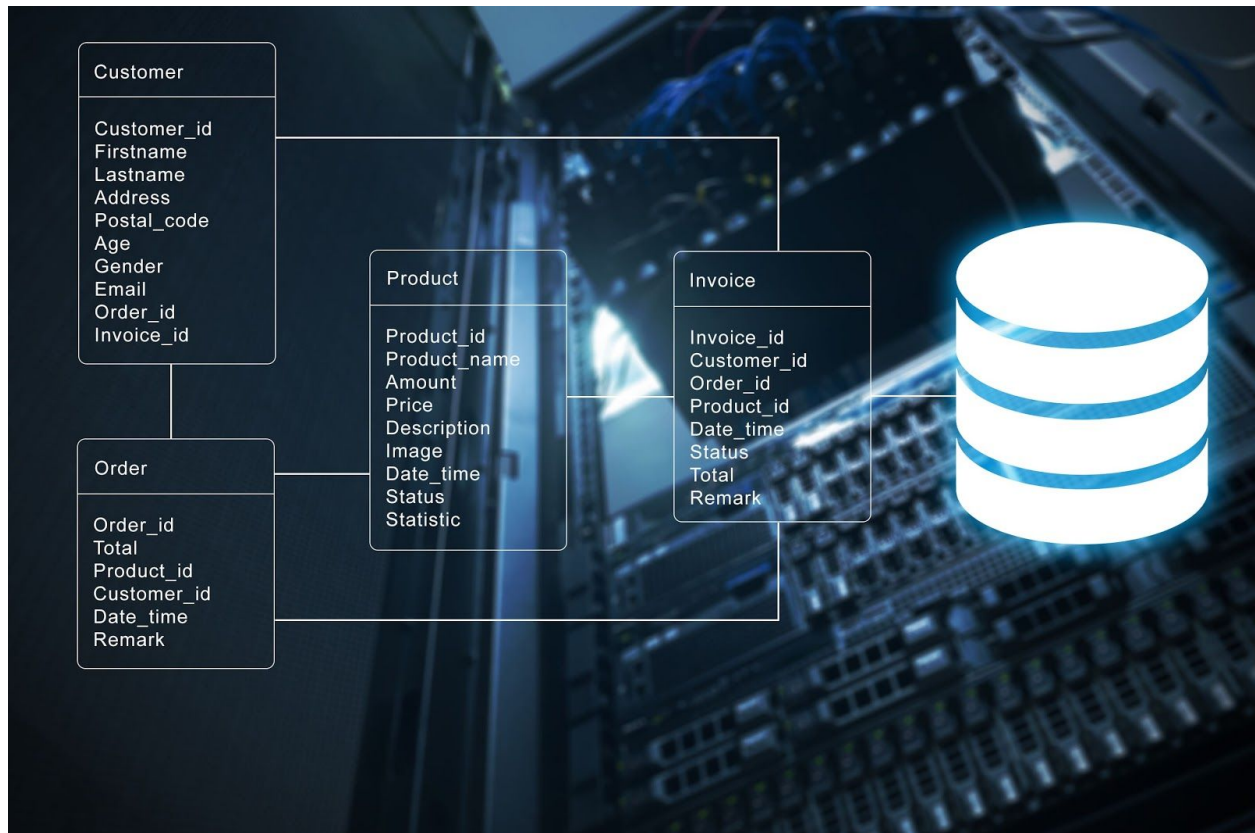 Customer
Customer_id
Firstname
Lastname
Address
Postal_code
Age
Gender
Email
Order_id
Invoice_id
Order
Order_id
Total
Product_id
Customer_id
Date_time
Remark
Product
Product_id
Product_name
Amount
Price
Description
Image
Date_time
Status
Statistic
Invoice
Invoice_id
Customer_id
Order_id
Product_id
Date_time
Status
Total
Remark